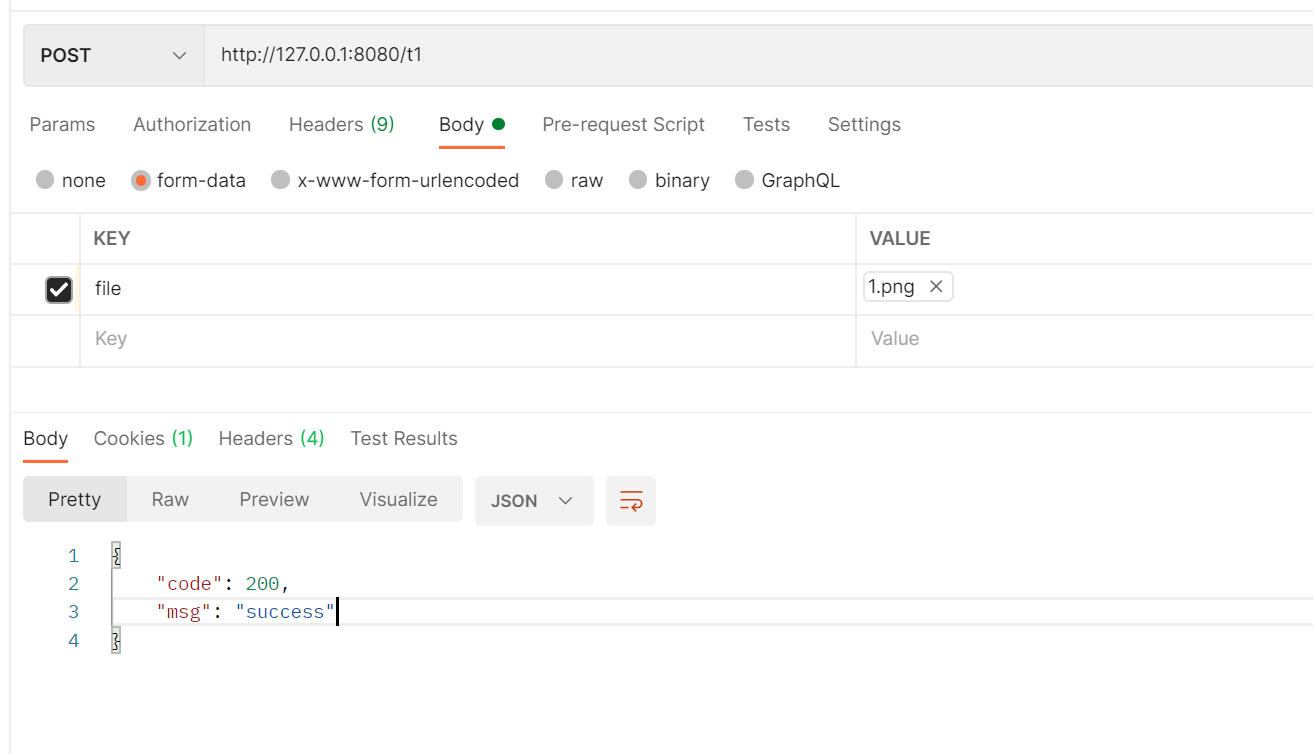 POST http://127.0.0.1:8080/t1
Params Authorization Headers (9) Body Pre-request Script Tests Settings
none form-data x-www-form-urlencoded raw binary GraphQL
KEY VALUE
file 1.png
Key Value
Body Cookies (1) Headers (4) Test Results
Pretty Raw Preview Visualize JSON
1 {
2 "code": 200,
3 "msg": "success"
4 }